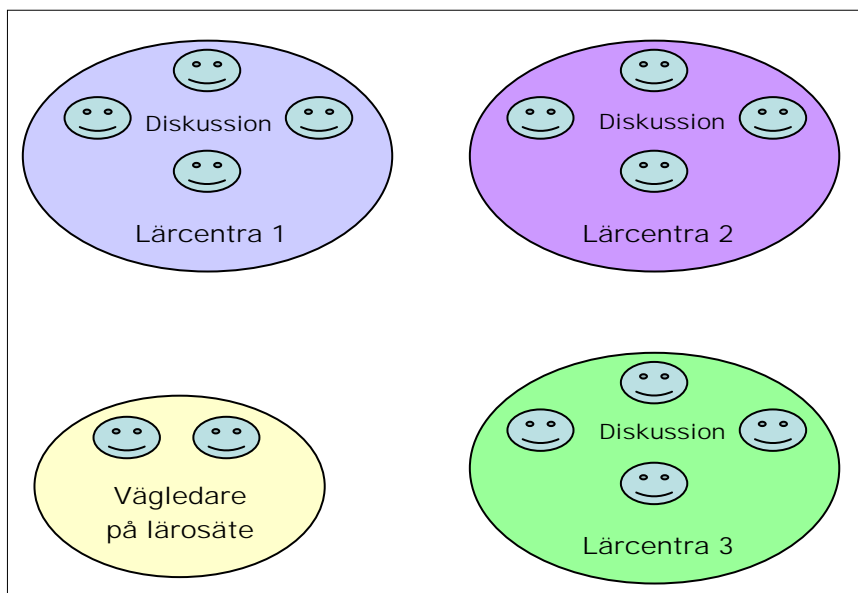 Diskussion
Lärcentra 1
Diskussion
Lärcentra 2
Vägledare
på lärosäte
Diskussion
Lärcentra 3